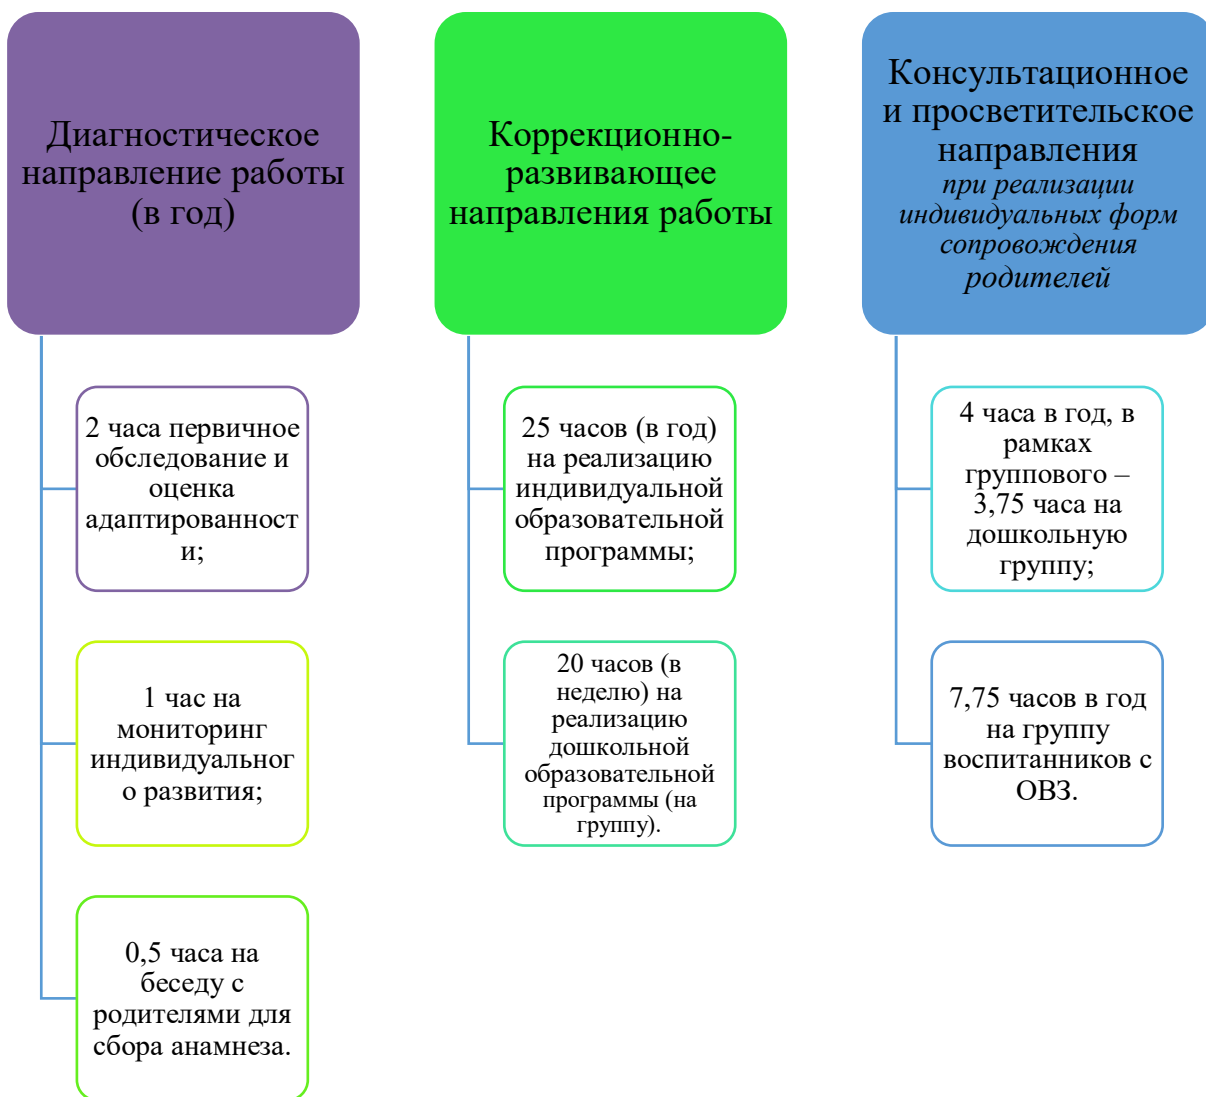 Диагностическое
направление работы
(в год)
2 часа первичное
обследование и
оценка
адаптированност
и;
1 час на
мониторинг
индивидуальног
о развития;
0,5 часа на
беседу с
родителями для
сбора анамнеза.
Коррекционно-
развивающее
направления работы
25 часов (в год)
на реализацию
индивидуальной
образовательной
программы;
20 часов (в
неделю) на
реализацию
дошкольной
образовательной
программы (на
группу).
Консультационное
и просветительское
направления
при реализации
индивидуальных форм
сопровождения
родителей
4 часа в год, в
рамках
группового –
3,75 часа на
дошкольную
группу;
7,75 часов в год
на группу
воспитанников с
ОВЗ.